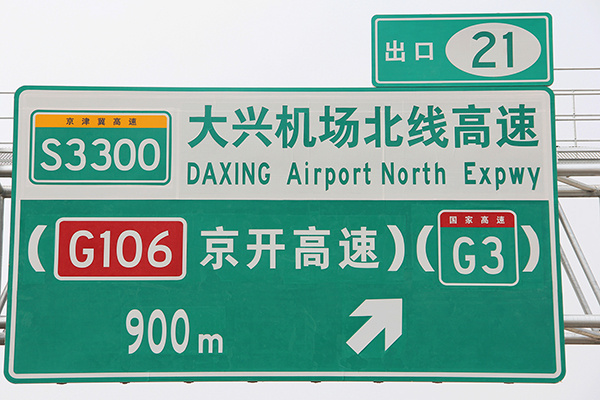 出口 21
京津冀高速
S3300
大兴机场北线高速
DAXING Airport North Expwy
(G106 京开高速)(国家高速 G3)
900m